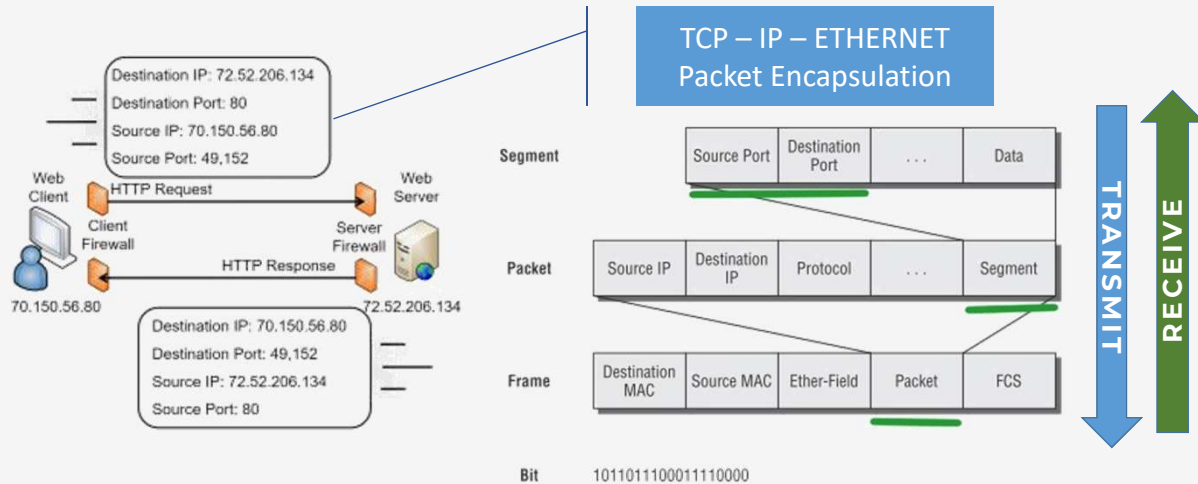 TCP – IP – ETHERNET
Packet Encapsulation
Destination IP: 72.52.206.134
Destination Port: 80
Source IP: 70.150.56.80
Source Port: 49,152
Web
Client
HTTP Request
Web
Server
Client
Firewall
Server
Firewall
HTTP Response
70.150.56.80
72.52.206.134
Destination IP: 70.150.56.80
Destination Port: 49,152
Source IP: 72.52.206.134
Source Port: 80
Segment
Source Port
Destination
Port
. . .
Data
Packet
Source IP
Destination
IP
Protocol
. . .
Segment
Frame
Destination
MAC
Source MAC
Ether-Field
Packet
FCS
Bit
1011011100011110000
TRANSMIT
RECEIVE